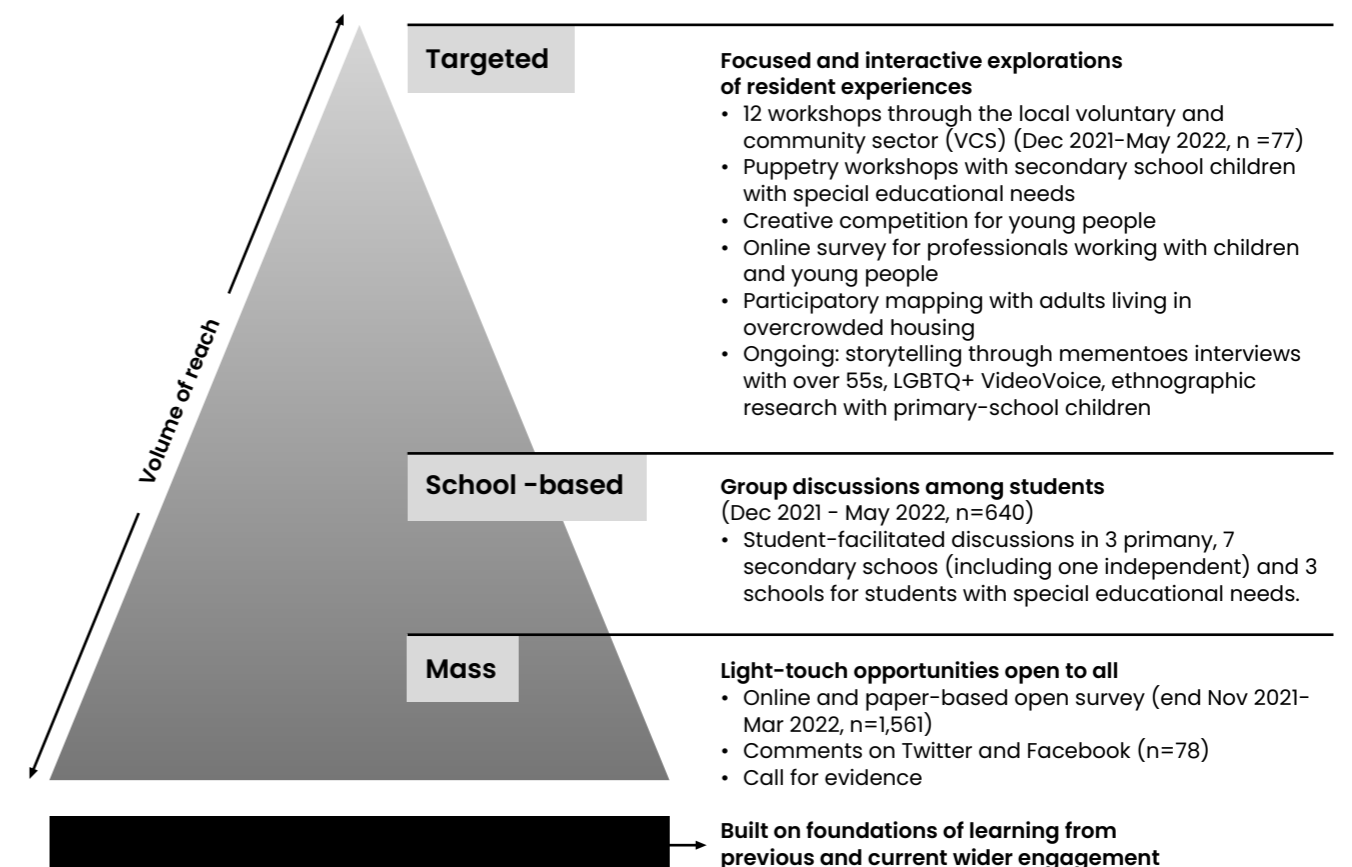 Targeted
Focused and interactive explorations
of resident experiences
• 12 workshops through the local voluntary and
community sector (VCS) (Dec 2021-May 2022, n =77)
• Puppetry workshops with secondary school children
with special educational needs
• Creative competition for young people
• Online survey for professionals working with children
and young people
• Participatory mapping with adults living in
overcrowded housing
• Ongoing: storytelling through mementoes interviews
with over 55s, LGBTQ+ VideoVoice, ethnographic
research with primary-school children
Volume of reach
School -based
Group discussions among students
(Dec 2021 - May 2022, n=640)
• Student-facilitated discussions in 3 primany, 7
secondary schoos (including one independent) and 3
schools for students with special educational needs.
Mass
Light-touch opportunities open to all
• Online and paper-based open survey (end Nov 2021-
Mar 2022, n=1,561)
• Comments on Twitter and Facebook (n=78)
• Call for evidence
Built on foundations of learning from
previous and current wider engagement